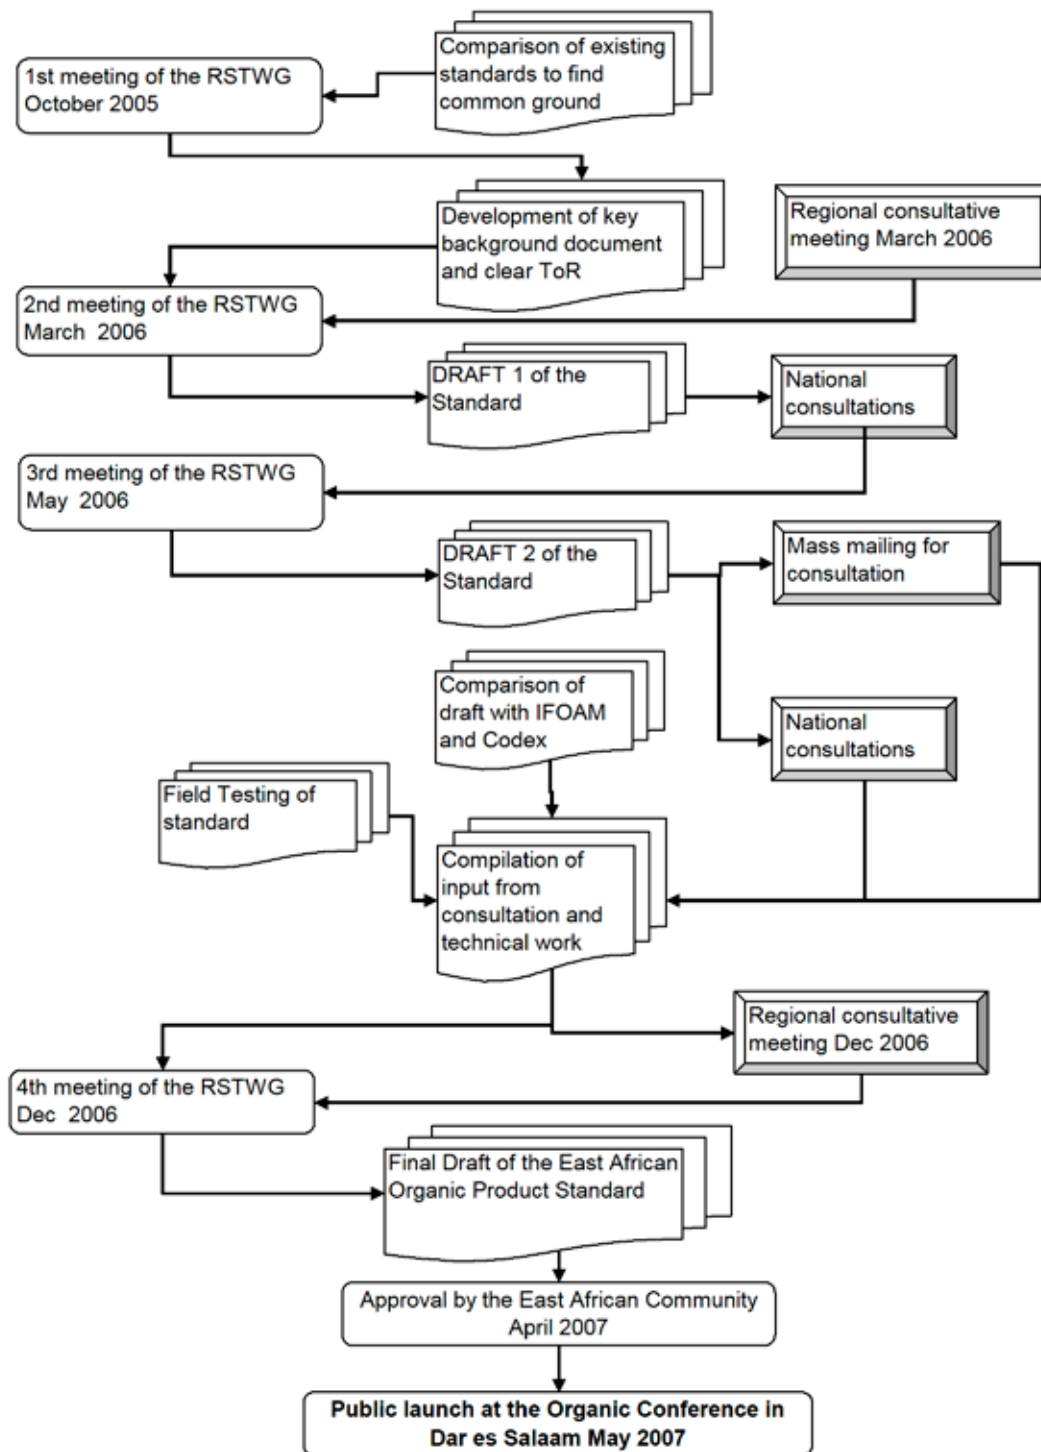 Comparison of existing
standards to find
common ground
1st meeting of the RSTWG
October 2005
Development of key
background document
and clear ToR
Regional consultative
meeting March 2006
2nd meeting of the RSTWG
March  2006
DRAFT 1 of the
Standard
National
consultations
3rd meeting of the RSTWG
May  2006
DRAFT 2 of the
Standard
Mass mailing for
consultation
Comparison of
draft with IFOAM
and Codex
National
consultations
Field Testing of
standard
Compilation of
input from
consultation and
technical work
Regional consultative
meeting Dec 2006
4th meeting of the RSTWG
Dec  2006
Final Draft of the East African
Organic Product Standard
Approval by the East African Community
April 2007
Public launch at the Organic Conference in
Dar es Salaam May 2007